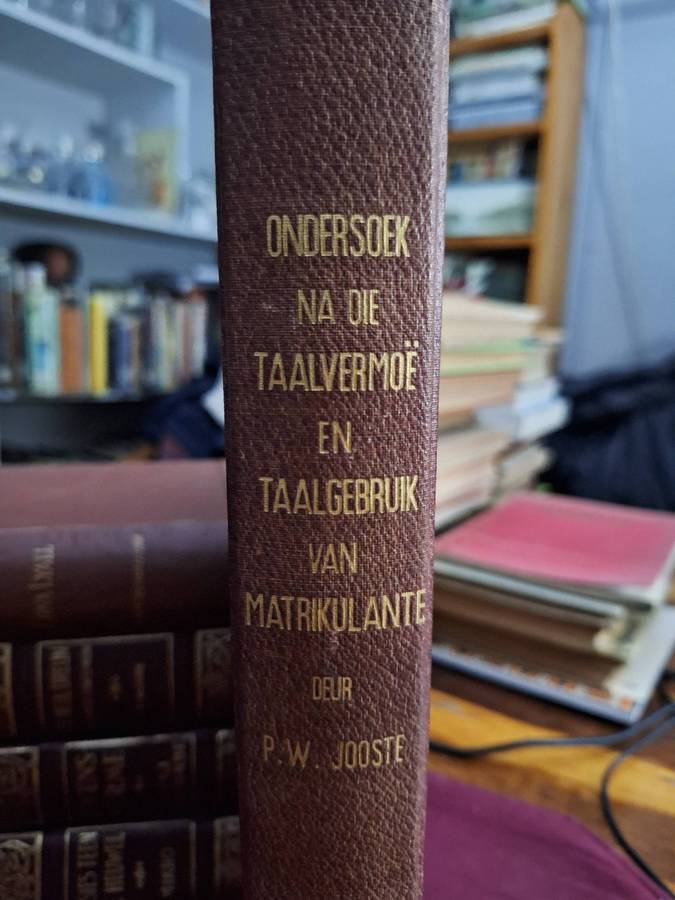 ONDERSOEK
NA DIE
TAALVERMOË
EN
TAALGEBRUIK
VAN
MATRIKULANTE
DEUR
P.W. JOOSTE